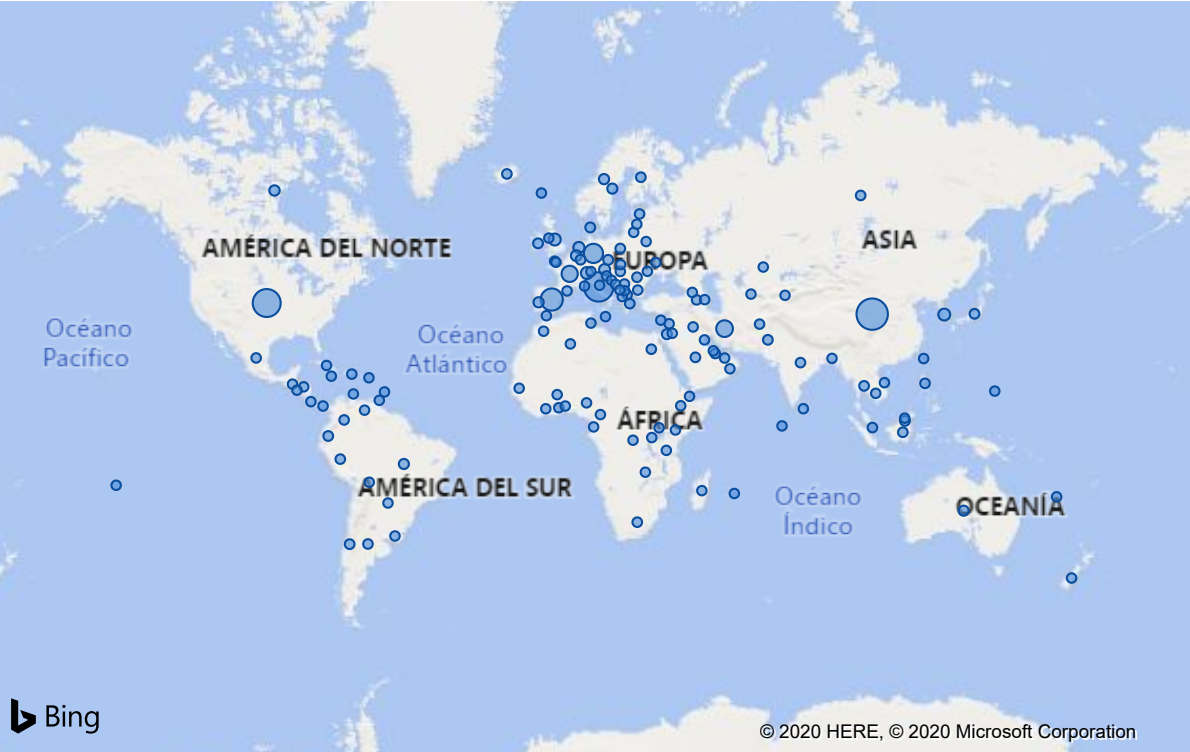 AMÉRICA DEL NORTE
EUROPA
ASIA
Océano
Pacífico
Océano
Atlántico
ÁFRICA
AMÉRICA DEL SUR
Océano
Índico
OCEANÍA
Bing
© 2020 HERE, © 2020 Microsoft Corporation